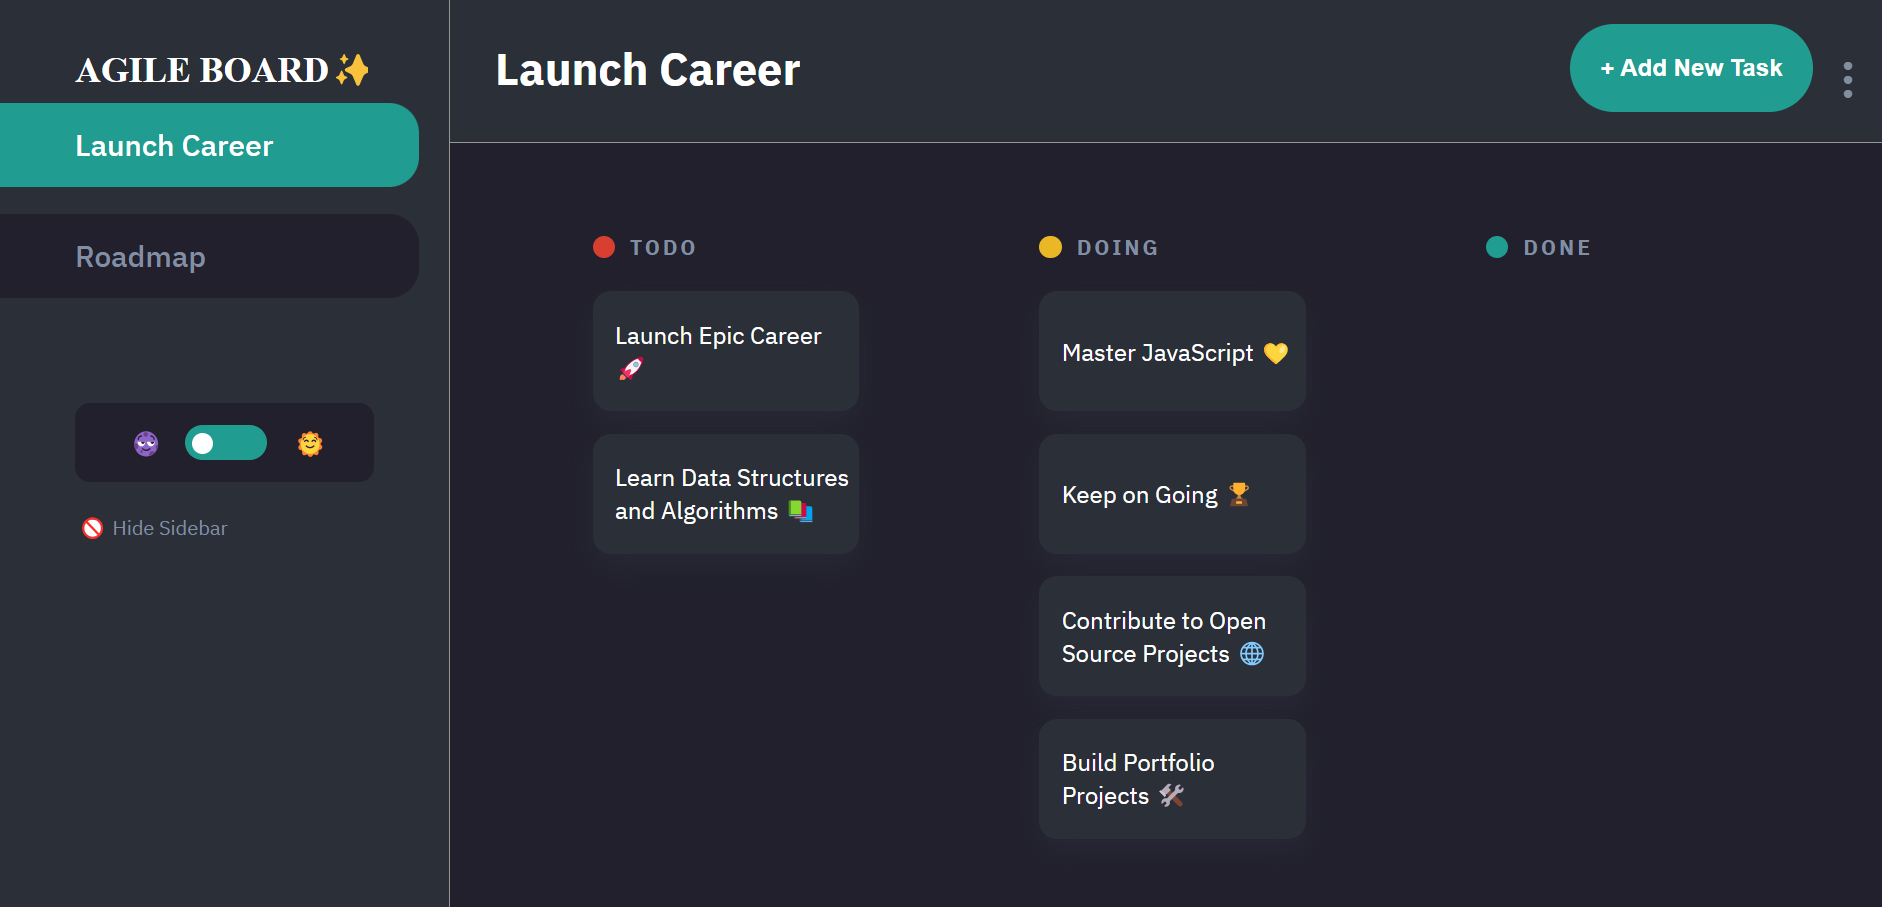 AGILE BOARD✨
Launch Career
Roadmap
Hide Sidebar
Launch Career
+ Add New Task
TODO
Launch Epic Career
🚀
Learn Data Structures
and Algorithms 📚
DOING
Master JavaScript 💛
Keep on Going 🏆
Contribute to Open
Source Projects 🌐
Build Portfolio
Projects 🛠️
DONE